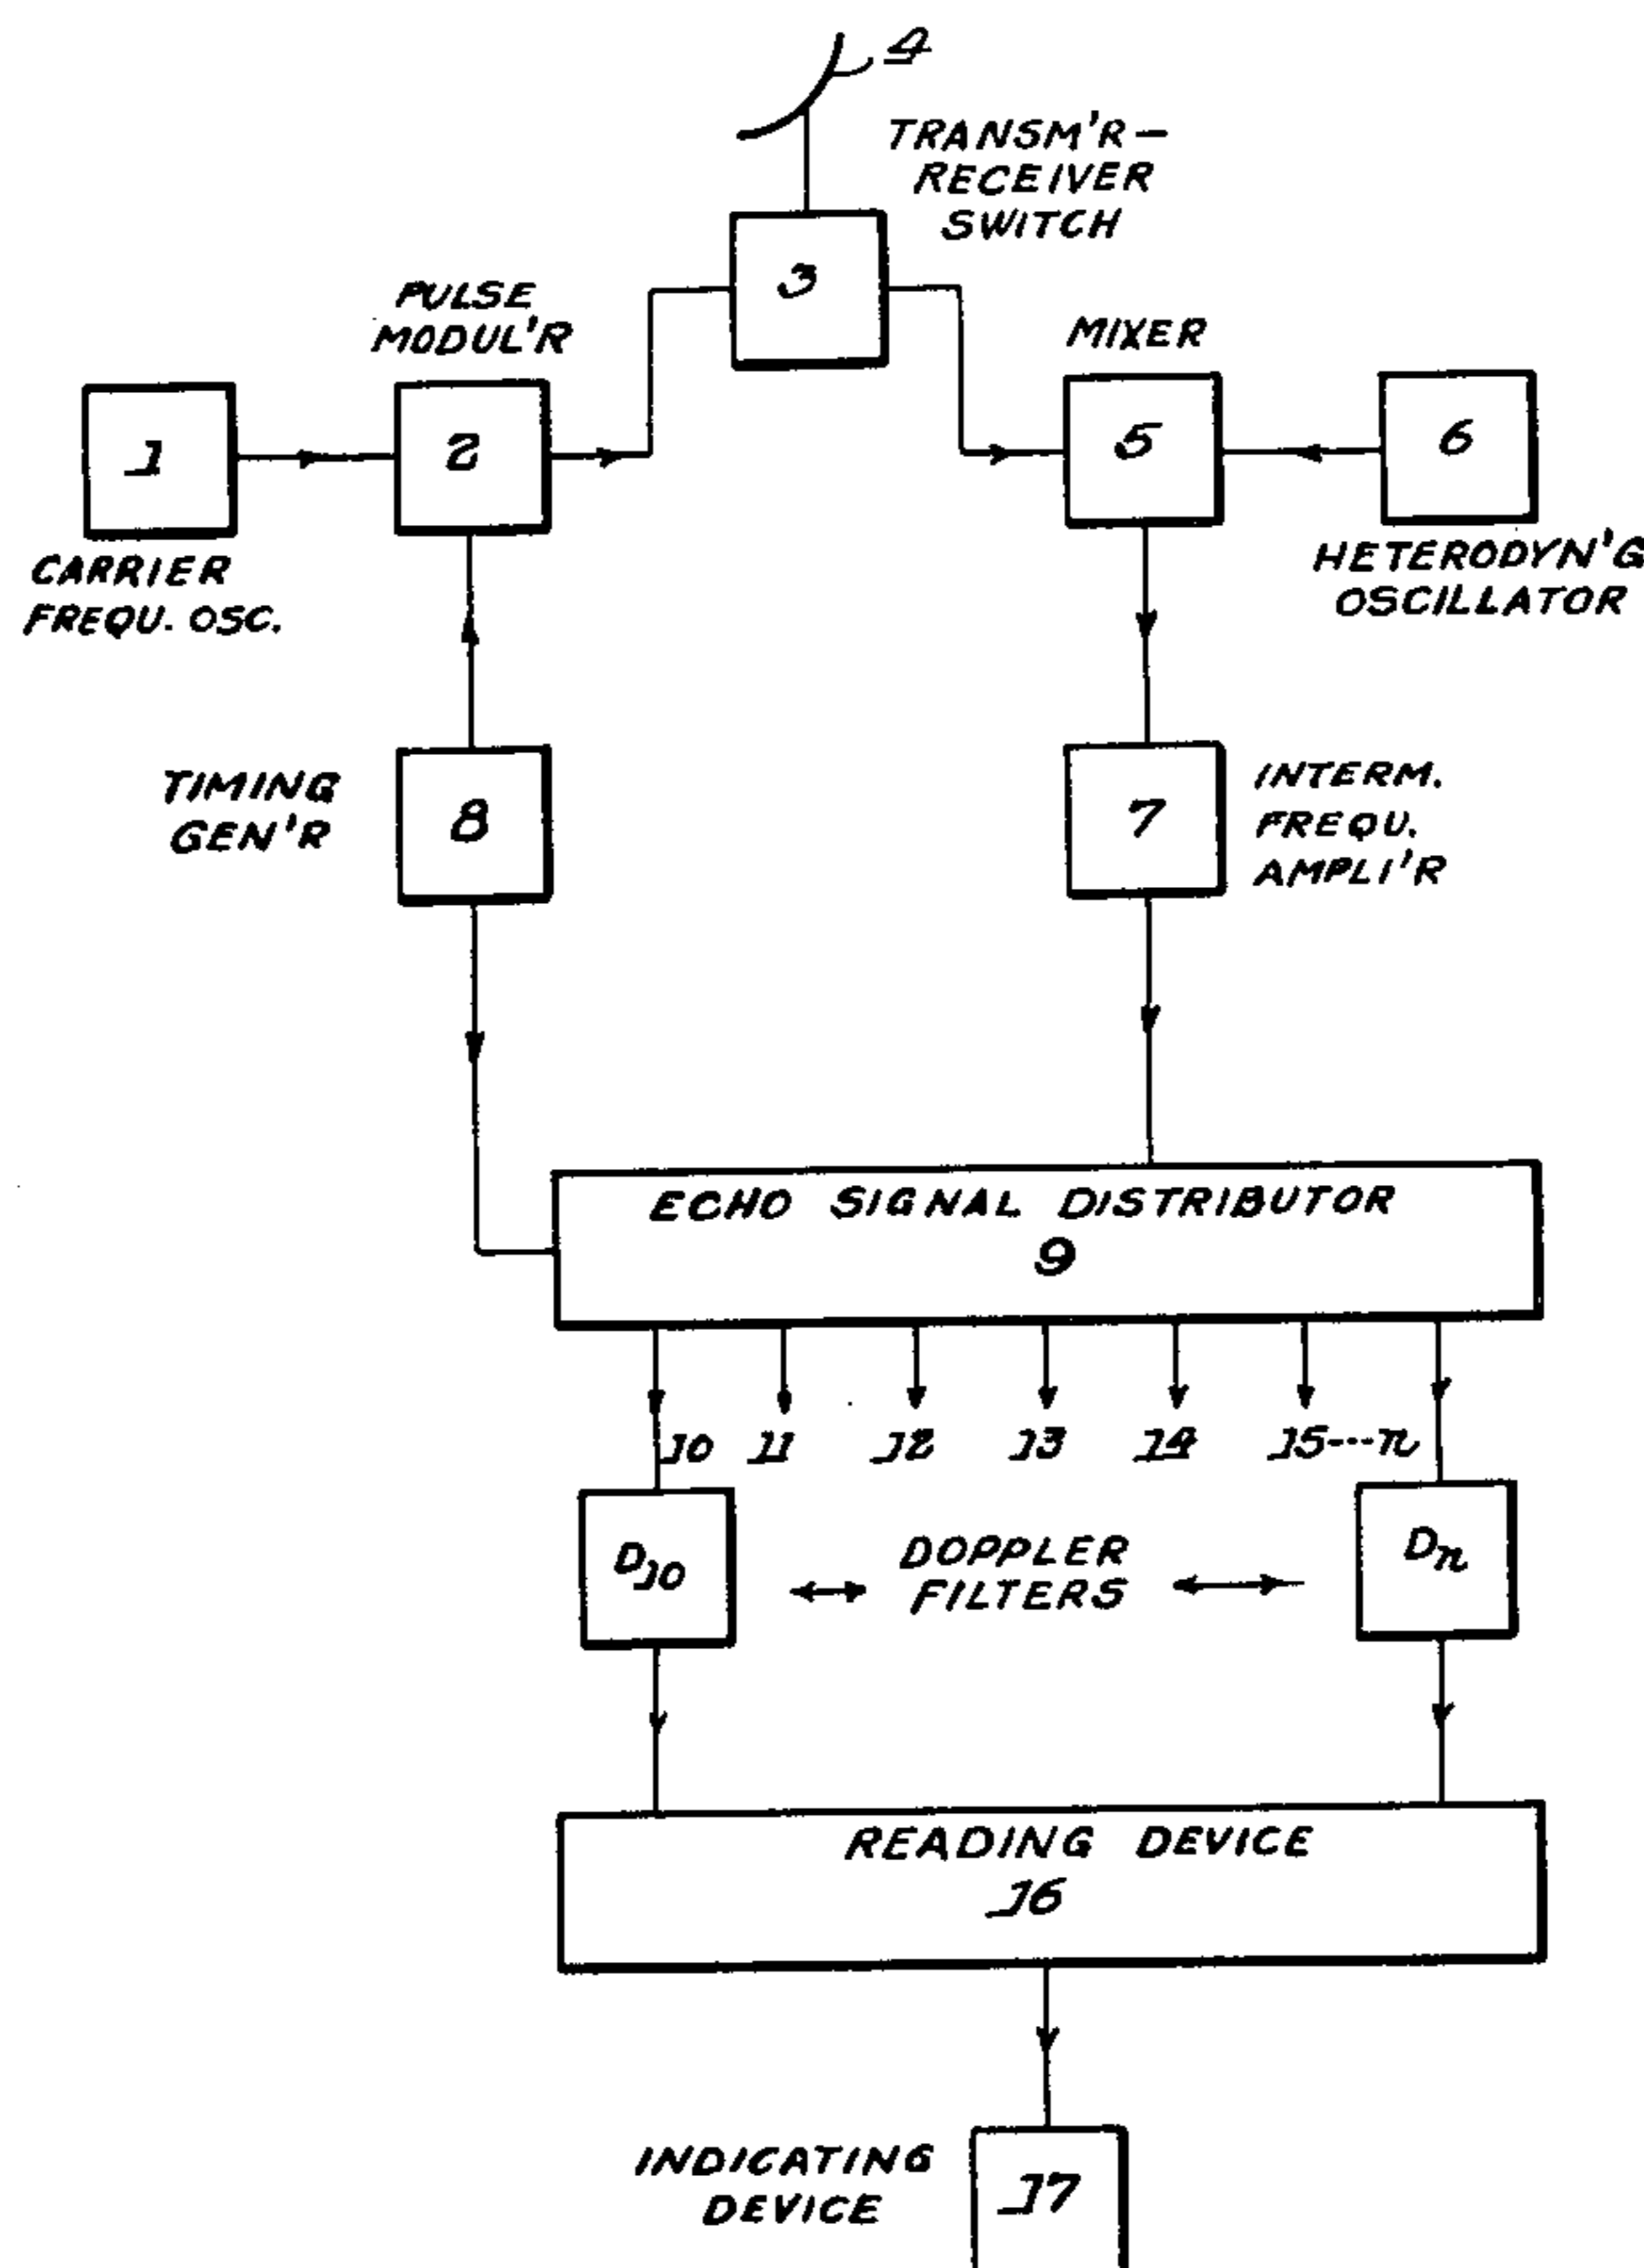 4
TRANSM'R—
RECEIVER
SWITCH
3
PULSE
MODUL'R
MIXER
1
2
5
6
CARRIER
FREQU. OSC.
HETERODYN'G
OSCILLATOR
TIMING
GEN'R
8
7
INTERM.
FREQU.
AMPLI'R
ECHO SIGNAL DISTRIBUTOR
9
10 11 12 13 14 15---n
D10
DOPPLER
FILTERS
Dn
READING DEVICE
16
INDICATING
DEVICE
17